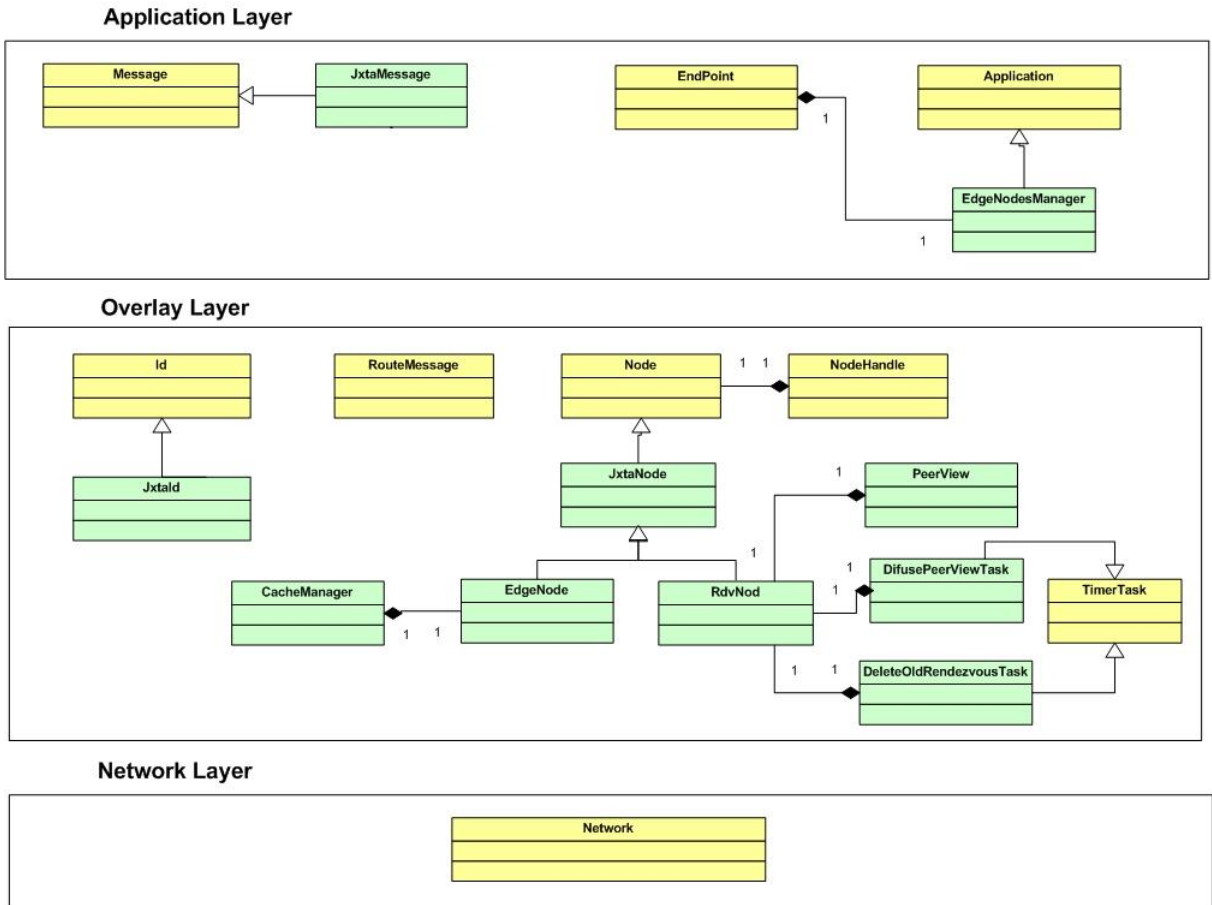 Application Layer
Message
JxtaMessage
EndPoint
Application
1
EdgeNodesManager
1
Overlay Layer
Id
RouteMessage
Node
1 1
NodeHandle
JxtaId
JxtaNode
1
PeerView
1
CacheManager
1 1
EdgeNode
RdvNod
1
1
DifusePeerViewTask
TimerTask
1 1
DeleteOldRendezvousTask
Network Layer
Network